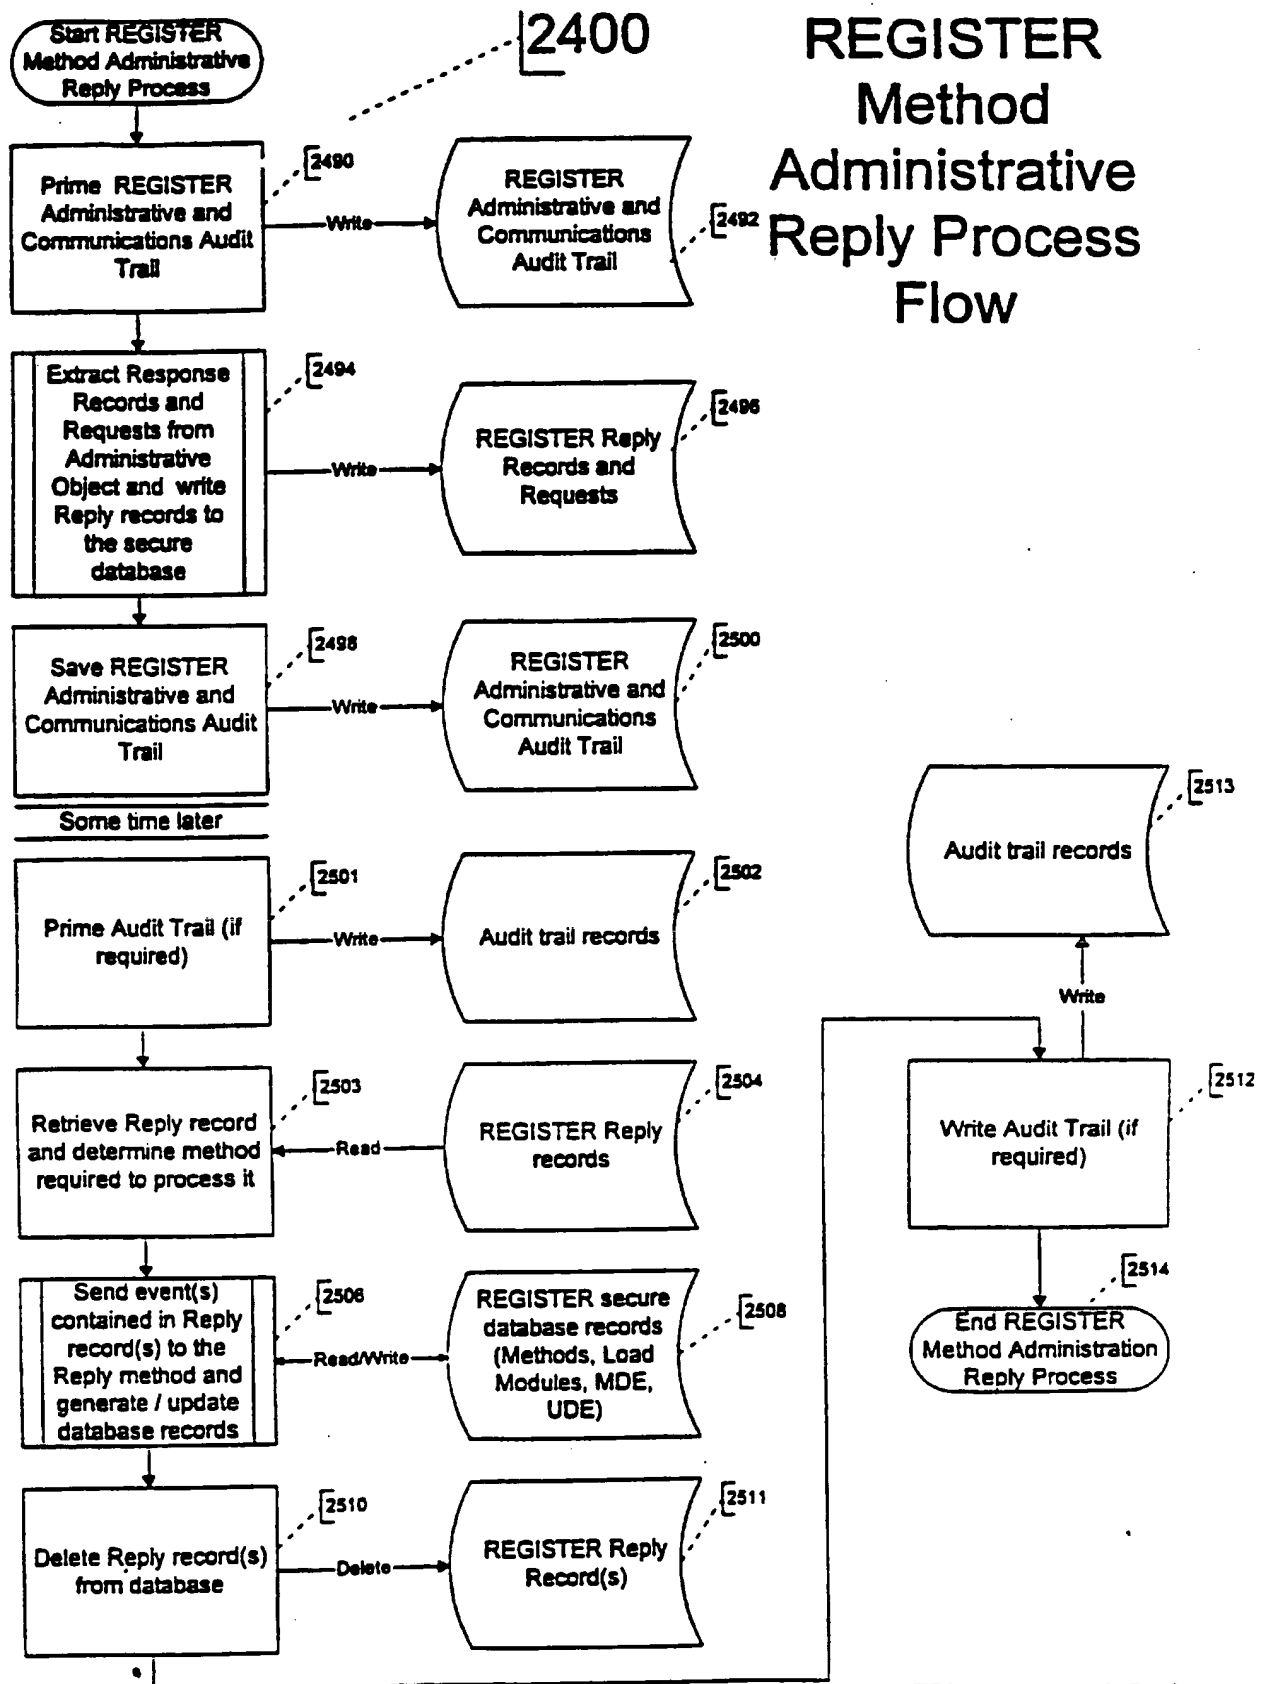 Start REGISTER
Method Administrative
Reply Process
2400
REGISTER
Method
Administrative
Reply Process
Flow
Prime REGISTER
Administrative and
Communications Audit
Trail
2490
Write
REGISTER
Administrative and
Communications
Audit Trail
2492
Extract Response
Records and
Requests from
Administrative
Object and write
Reply records to
the secure
database
2494
Write
REGISTER Reply
Records and
Requests
2496
Save REGISTER
Administrative and
Communications Audit
Trail
2498
Write
REGISTER
Administrative and
Communications
Audit Trail
2500
Some time later
Prime Audit Trail (if
required)
2501
Write
Audit trail records
2502
Retrieve Reply record
and determine method
required to process it
2503
Read
REGISTER Reply
records
2504
Send event(s)
contained in Reply
record(s) to the
Reply method and
generate / update
database records
2506
Read/Write
REGISTER secure
database records
(Methods, Load
Modules, MDE,
UDE)
2508
Delete Reply record(s)
from database
2510
Delete
REGISTER Reply
Record(s)
2511
Audit trail records
2513
Write
Write Audit Trail (if
required)
2512
2514
End REGISTER
Method Administration
Reply Process